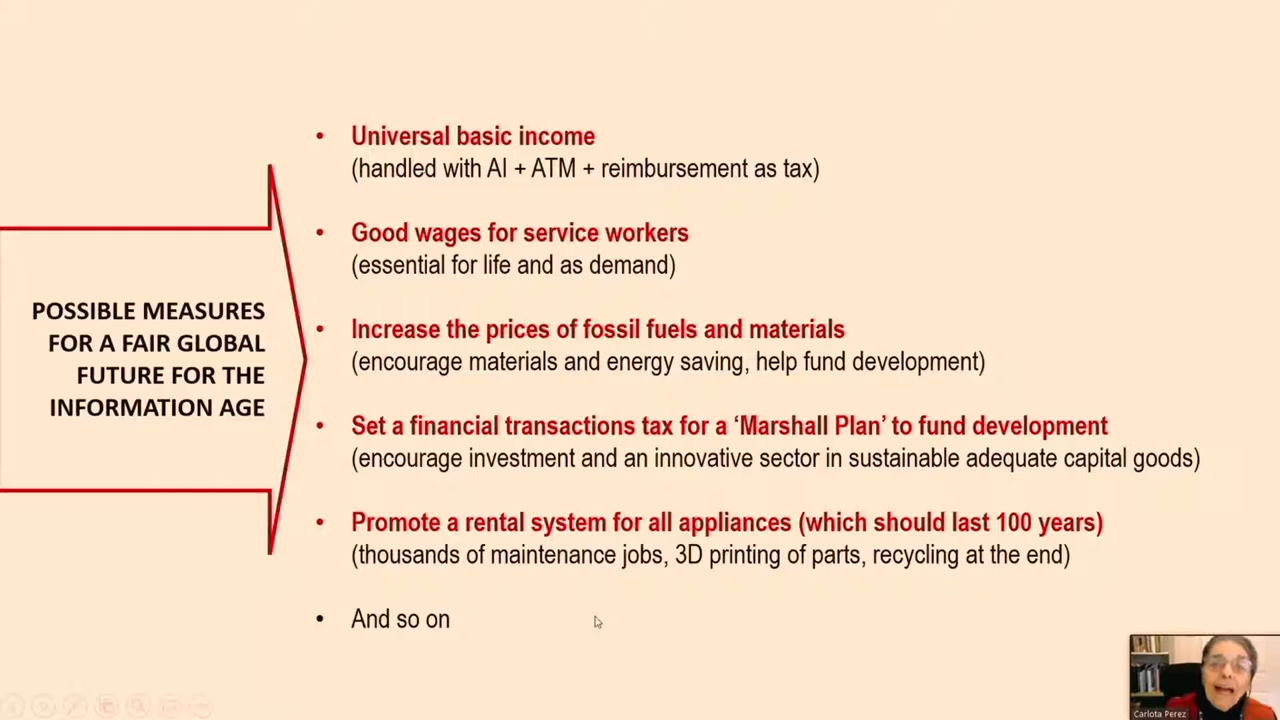 POSSIBLE MEASURES
FOR A FAIR GLOBAL
FUTURE FOR THE
INFORMATION AGE
• Universal basic income
(handled with AI + ATM + reimbursement as tax)
• Good wages for service workers
(essential for life and as demand)
• Increase the prices of fossil fuels and materials
(encourage materials and energy saving, help fund development)
• Set a financial transactions tax for a ‘Marshall Plan’ to fund development
(encourage investment and an innovative sector in sustainable adequate capital goods)
• Promote a rental system for all appliances (which should last 100 years)
(thousands of maintenance jobs, 3D printing of parts, recycling at the end)
• And so on
Carlota Perez